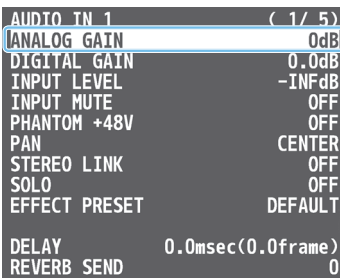 AUDIO IN 1 ( 1/ 5)
ANALOG GAIN 0dB
DIGITAL GAIN 0.0dB
INPUT LEVEL -INFdB
INPUT MUTE OFF
PHANTOM +48V OFF
PAN CENTER
STEREO LINK OFF
SOLO OFF
EFFECT PRESET DEFAULT
DELAY 0.0msec(0.0frame)
REVERB SEND 0